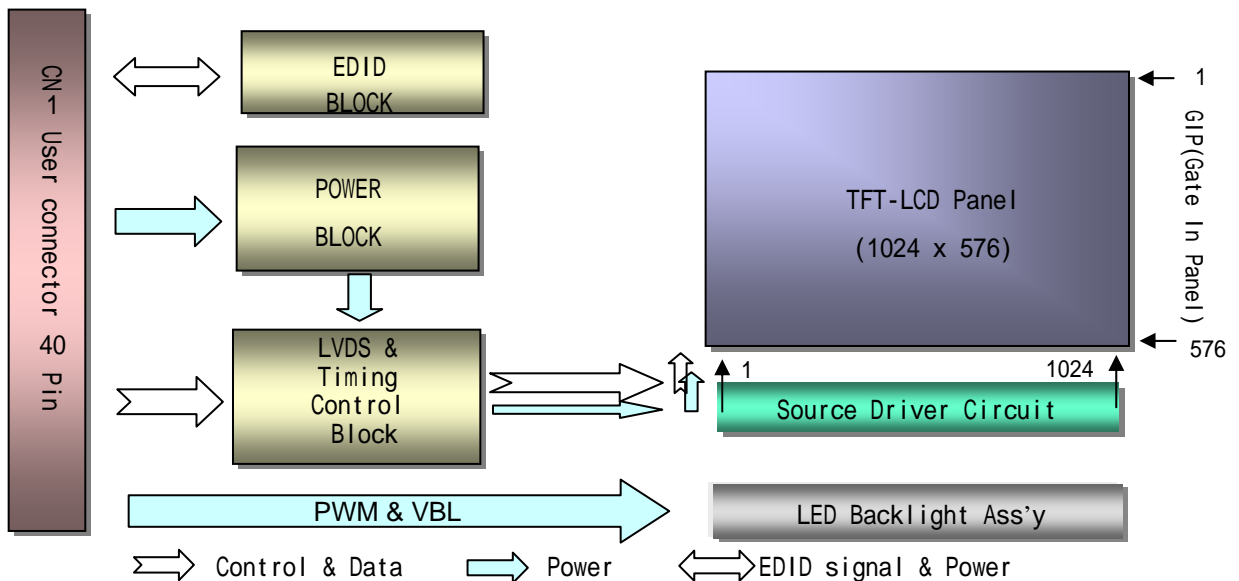 CN1 User connector 40 Pin
EDID
BLOCK
POWER
BLOCK
LVDS &
Timing
Control
Block
TFT-LCD Panel
(1024 x 576)
1
GIP(Gate In Panel)
576
1
1024
Source Driver Circuit
PWM & VBL
LED Backlight Ass’y
Control & Data
Power
EDID signal & Power